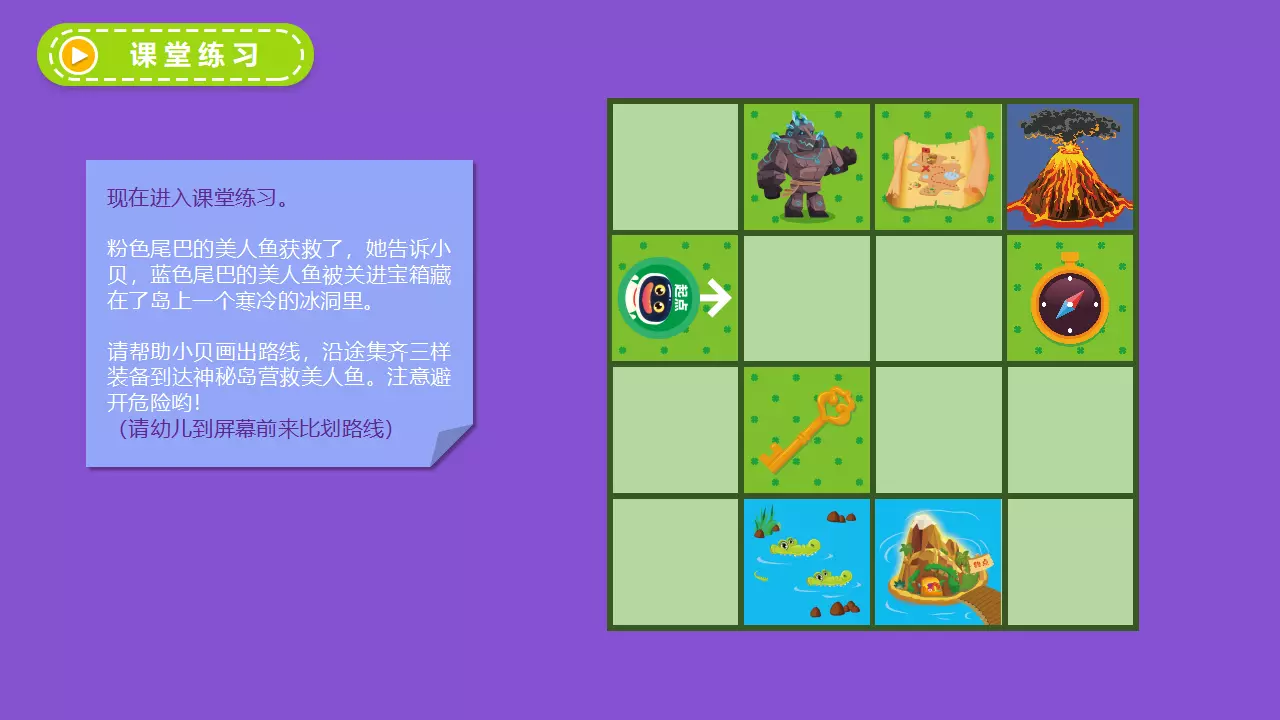 课堂练习
现在进入课堂练习。
粉色尾巴的美人鱼获救了，她告诉小
贝，蓝色尾巴的美人鱼被关进宝箱藏
在了岛上一个寒冷的冰洞里。
请帮助小贝画出路线，沿途集齐三样
装备到达神秘岛营救美人鱼。注意避
开危险哟！
（请幼儿到屏幕前来比划路线）
起点
终点